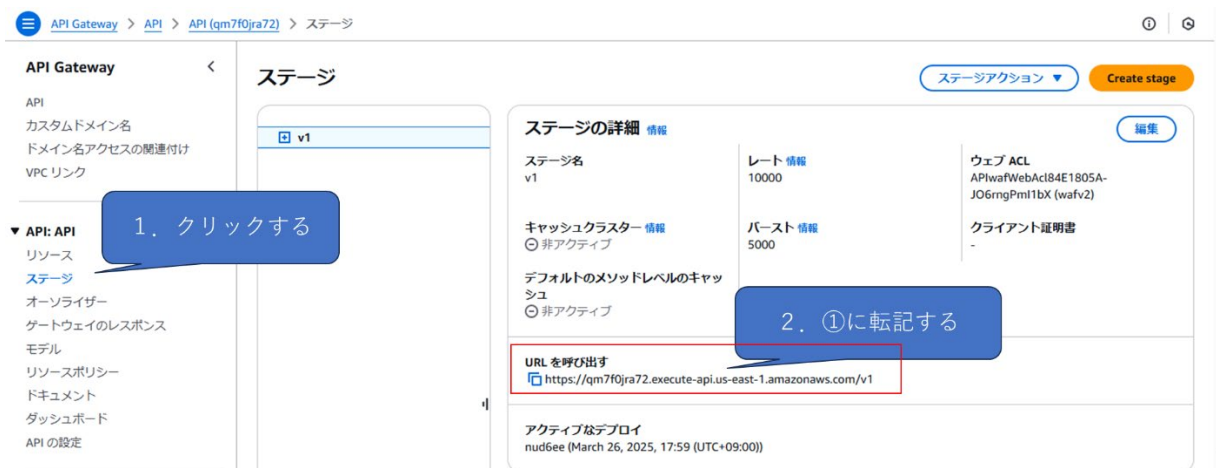 API Gateway > API > API (qm7f0jra72) > ステージ
API Gateway
API
カスタムドメイン名
ドメイン名アクセスの関連付け
VPC リンク
▼ API: API
リソース
ステージ
オーソライザー
ゲートウェイのレスポンス
モデル
リソースポリシー
ドキュメント
ダッシュボード
API の設定
1. クリックする
ステージ
ステージアクション ▼
Create stage
v1
ステージの詳細 情報
編集
ステージ名
v1
レート 情報
10000
ウェブ ACL
APIwafWebAcl84E1805A-
JO6rngPmI1bX (wafv2)
キャッシュクラスター 情報
非アクティブ
バースト 情報
5000
クライアント証明書
-
デフォルトのメソッドレベルのキャッ
シュ
非アクティブ
2. ①に転記する
URL を呼び出す
https://qm7f0jra72.execute-api.us-east-1.amazonaws.com/v1
アクティブなデプロイ
nud6ee (March 26, 2025, 17:59 (UTC+09:00))